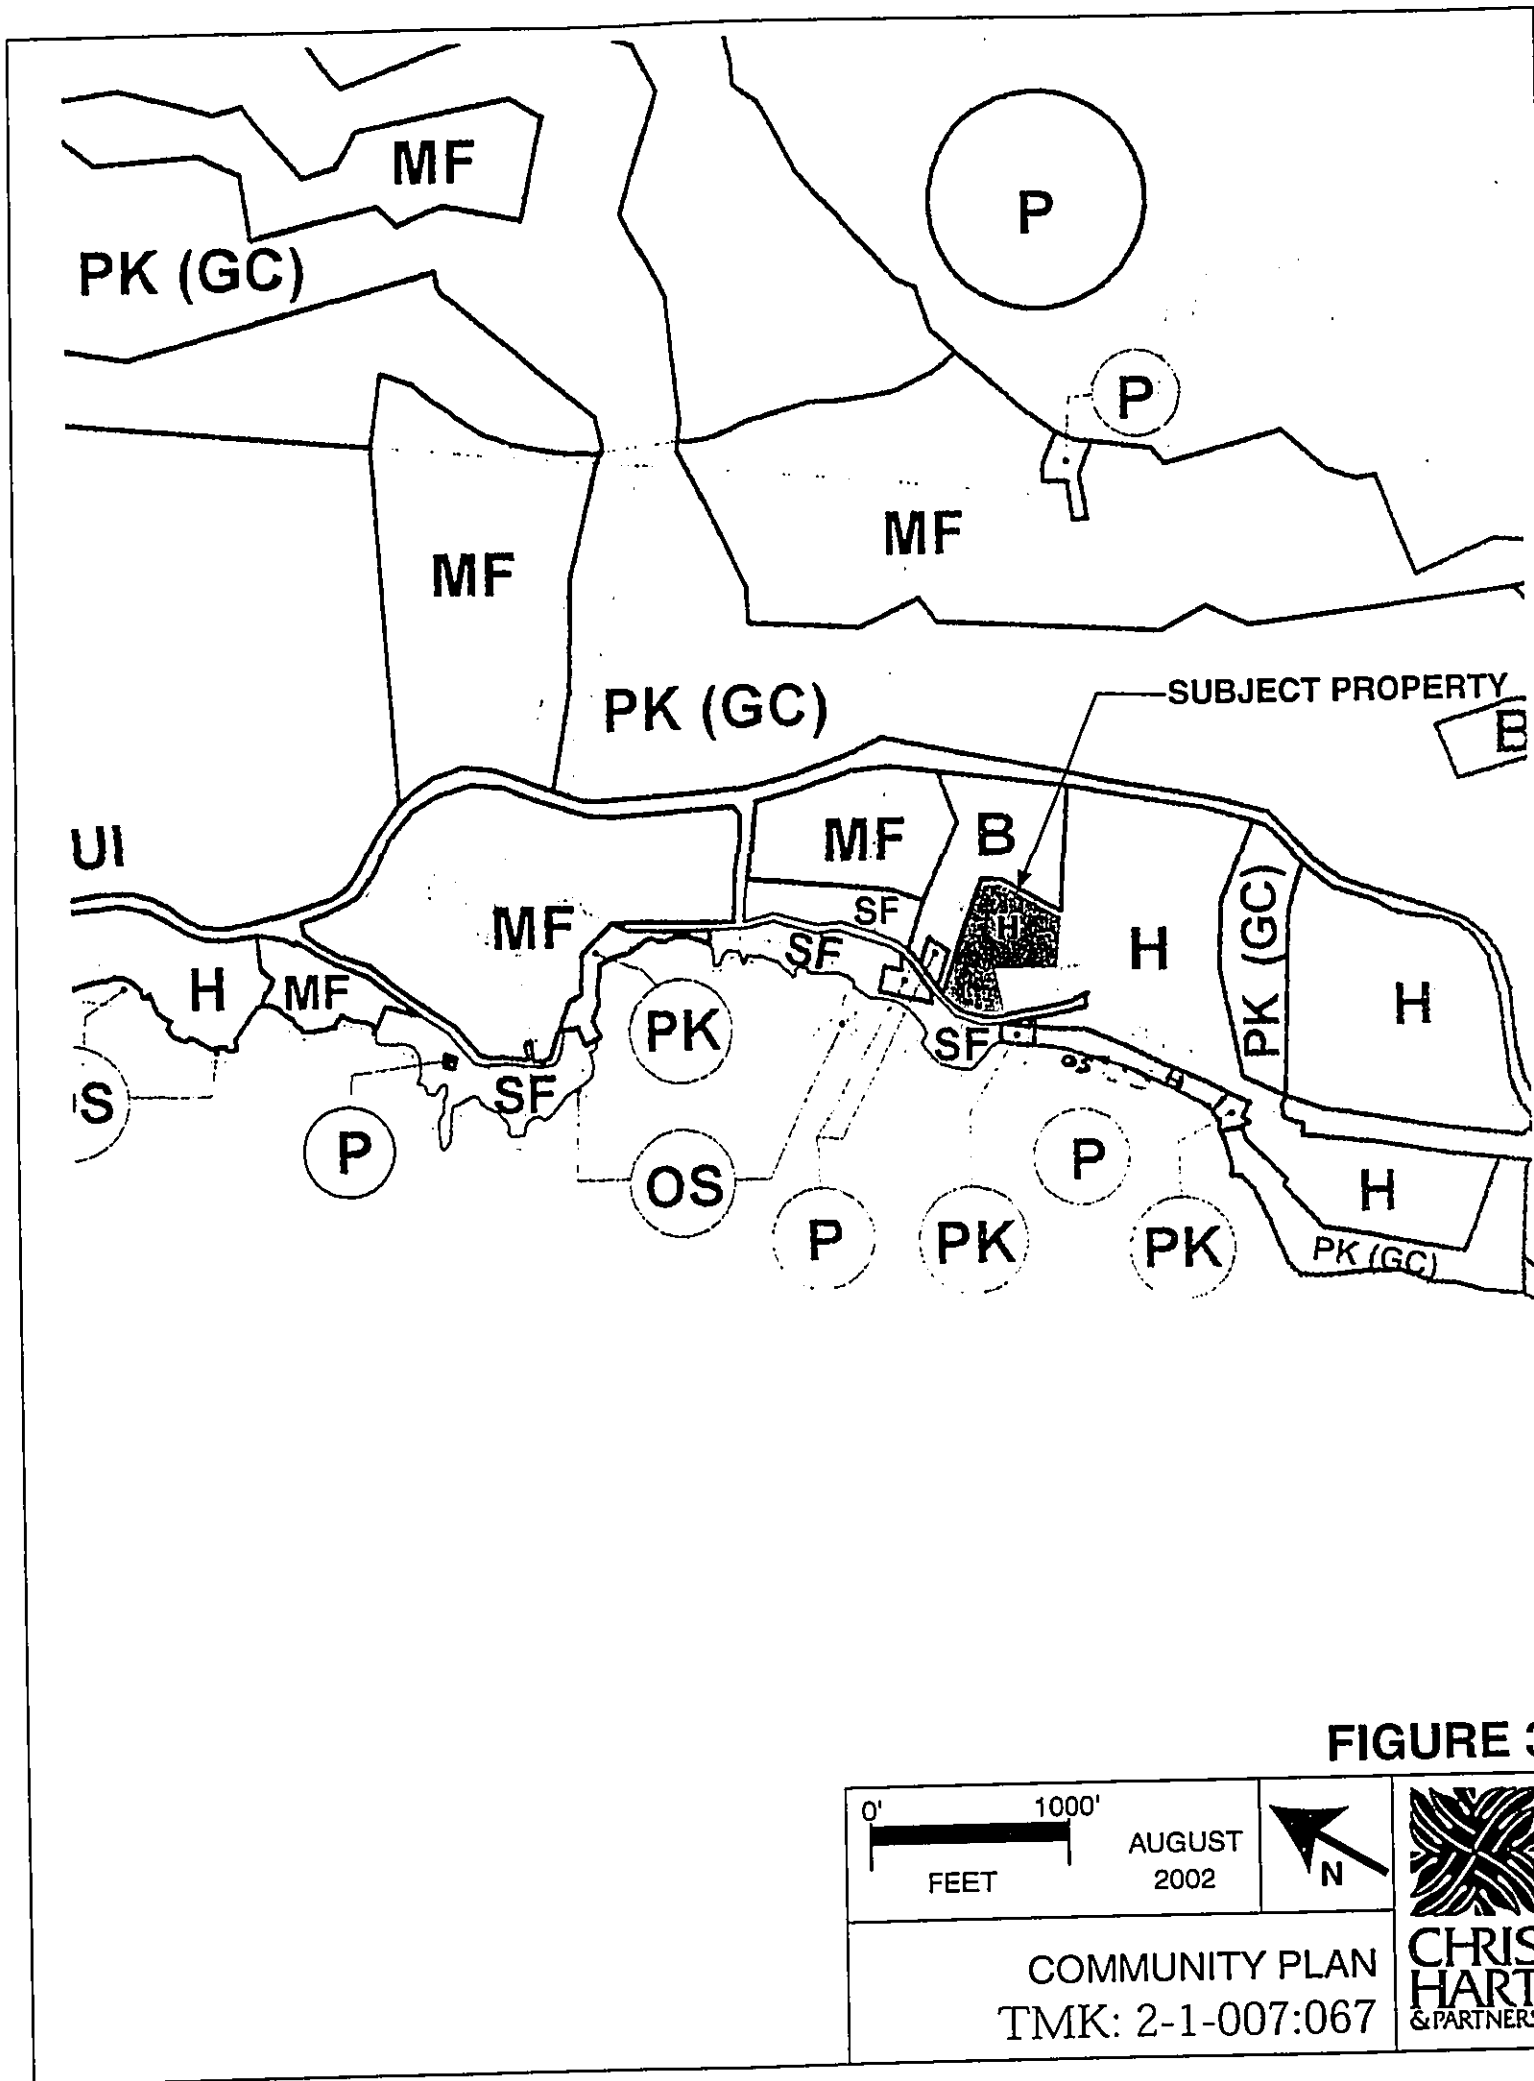 MF
P
PK (GC)
P
MF
MF
SUBJECT PROPERTY
PK (GC)
B
UI
MF
B
PK (GC)
SF
H
MF
SF
H
H
H
MF
PK
SF
OS
S
SF
P
P
OS
H
P
PK
PK
PK (GC)
FIGURE 3
0' 1000'
FEET
AUGUST
2002
N
COMMUNITY PLAN
TMK: 2-1-007:067
CHRIS
HART
& PARTNERS